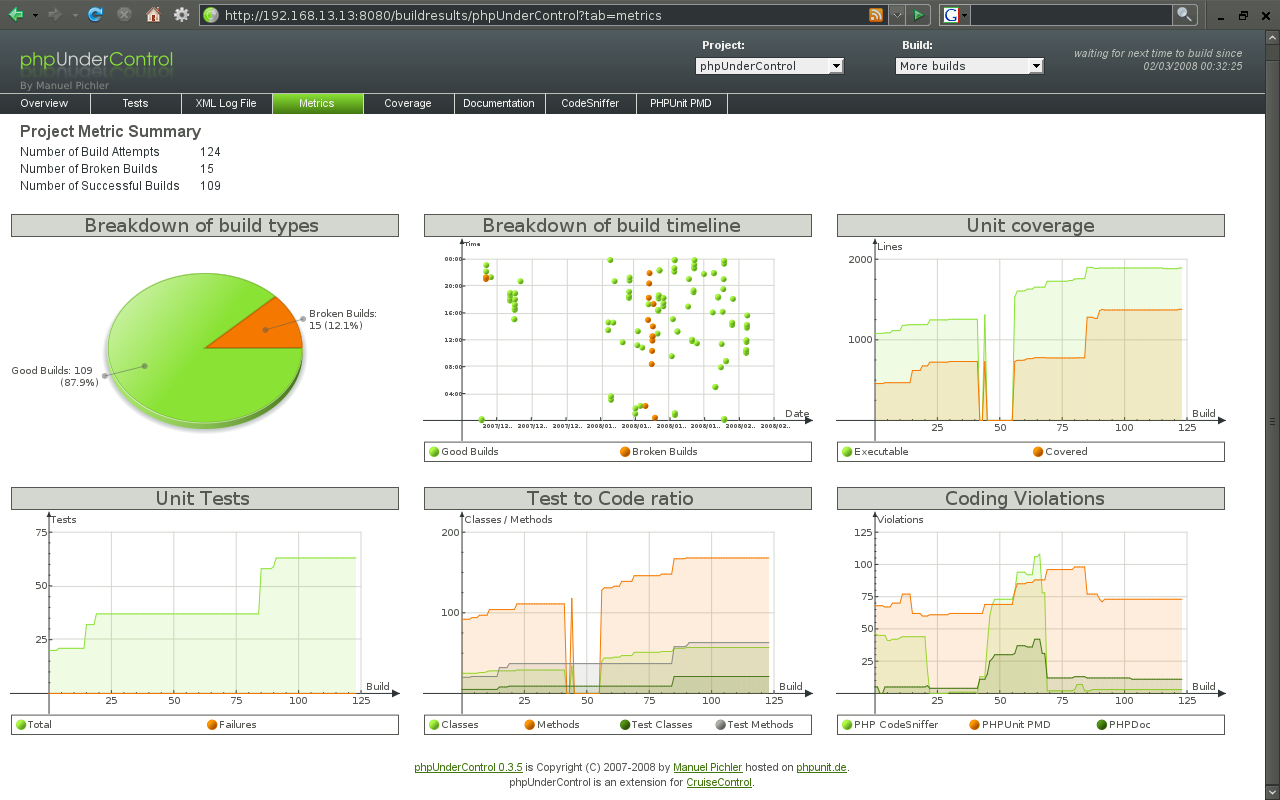 http://192.168.13.13:8080/buildresults/phpUnderControl?tab=metrics
G
phpUnderControl
By Manuel Pichler
Project:
phpUnderControl
Build:
More builds
waiting for next time to build since
02/03/2008 00:32:25
Overview Tests XML Log File Metrics Coverage Documentation CodeSniffer PHPUnit PMD
Project Metric Summary
Number of Build Attempts 124
Number of Broken Builds 15
Number of Successful Builds 109
Breakdown of build types
Broken Builds:
15 (12.1%)
Good Builds: 109
(87.9%)
Breakdown of build timeline
Time
00:00
20:00
16:00
12:00
08:00
04:00
Date
2007/12.. 2007/12.. 2007/12.. 2008/01.. 2008/01.. 2008/01.. 2008/01.. 2008/02.. 2008/02..
Good Builds Broken Builds
Unit coverage
Lines
2000
1000
Build
25 50 75 100 125
Executable Covered
Unit Tests
Tests
75
50
25
Build
25 50 75 100 125
Total Failures
Test to Code ratio
Classes / Methods
200
100
Build
25 50 75 100 125
Classes Methods Test Classes Test Methods
Coding Violations
Violations
125
100
75
50
25
Build
25 50 75 100 125
PHP CodeSniffer PHPUnit PMD PHPDoc
phpUnderControl 0.3.5 is Copyright (C) 2007-2008 by Manuel Pichler hosted on phpunit.de.
phpUnderControl is an extension for CruiseControl.